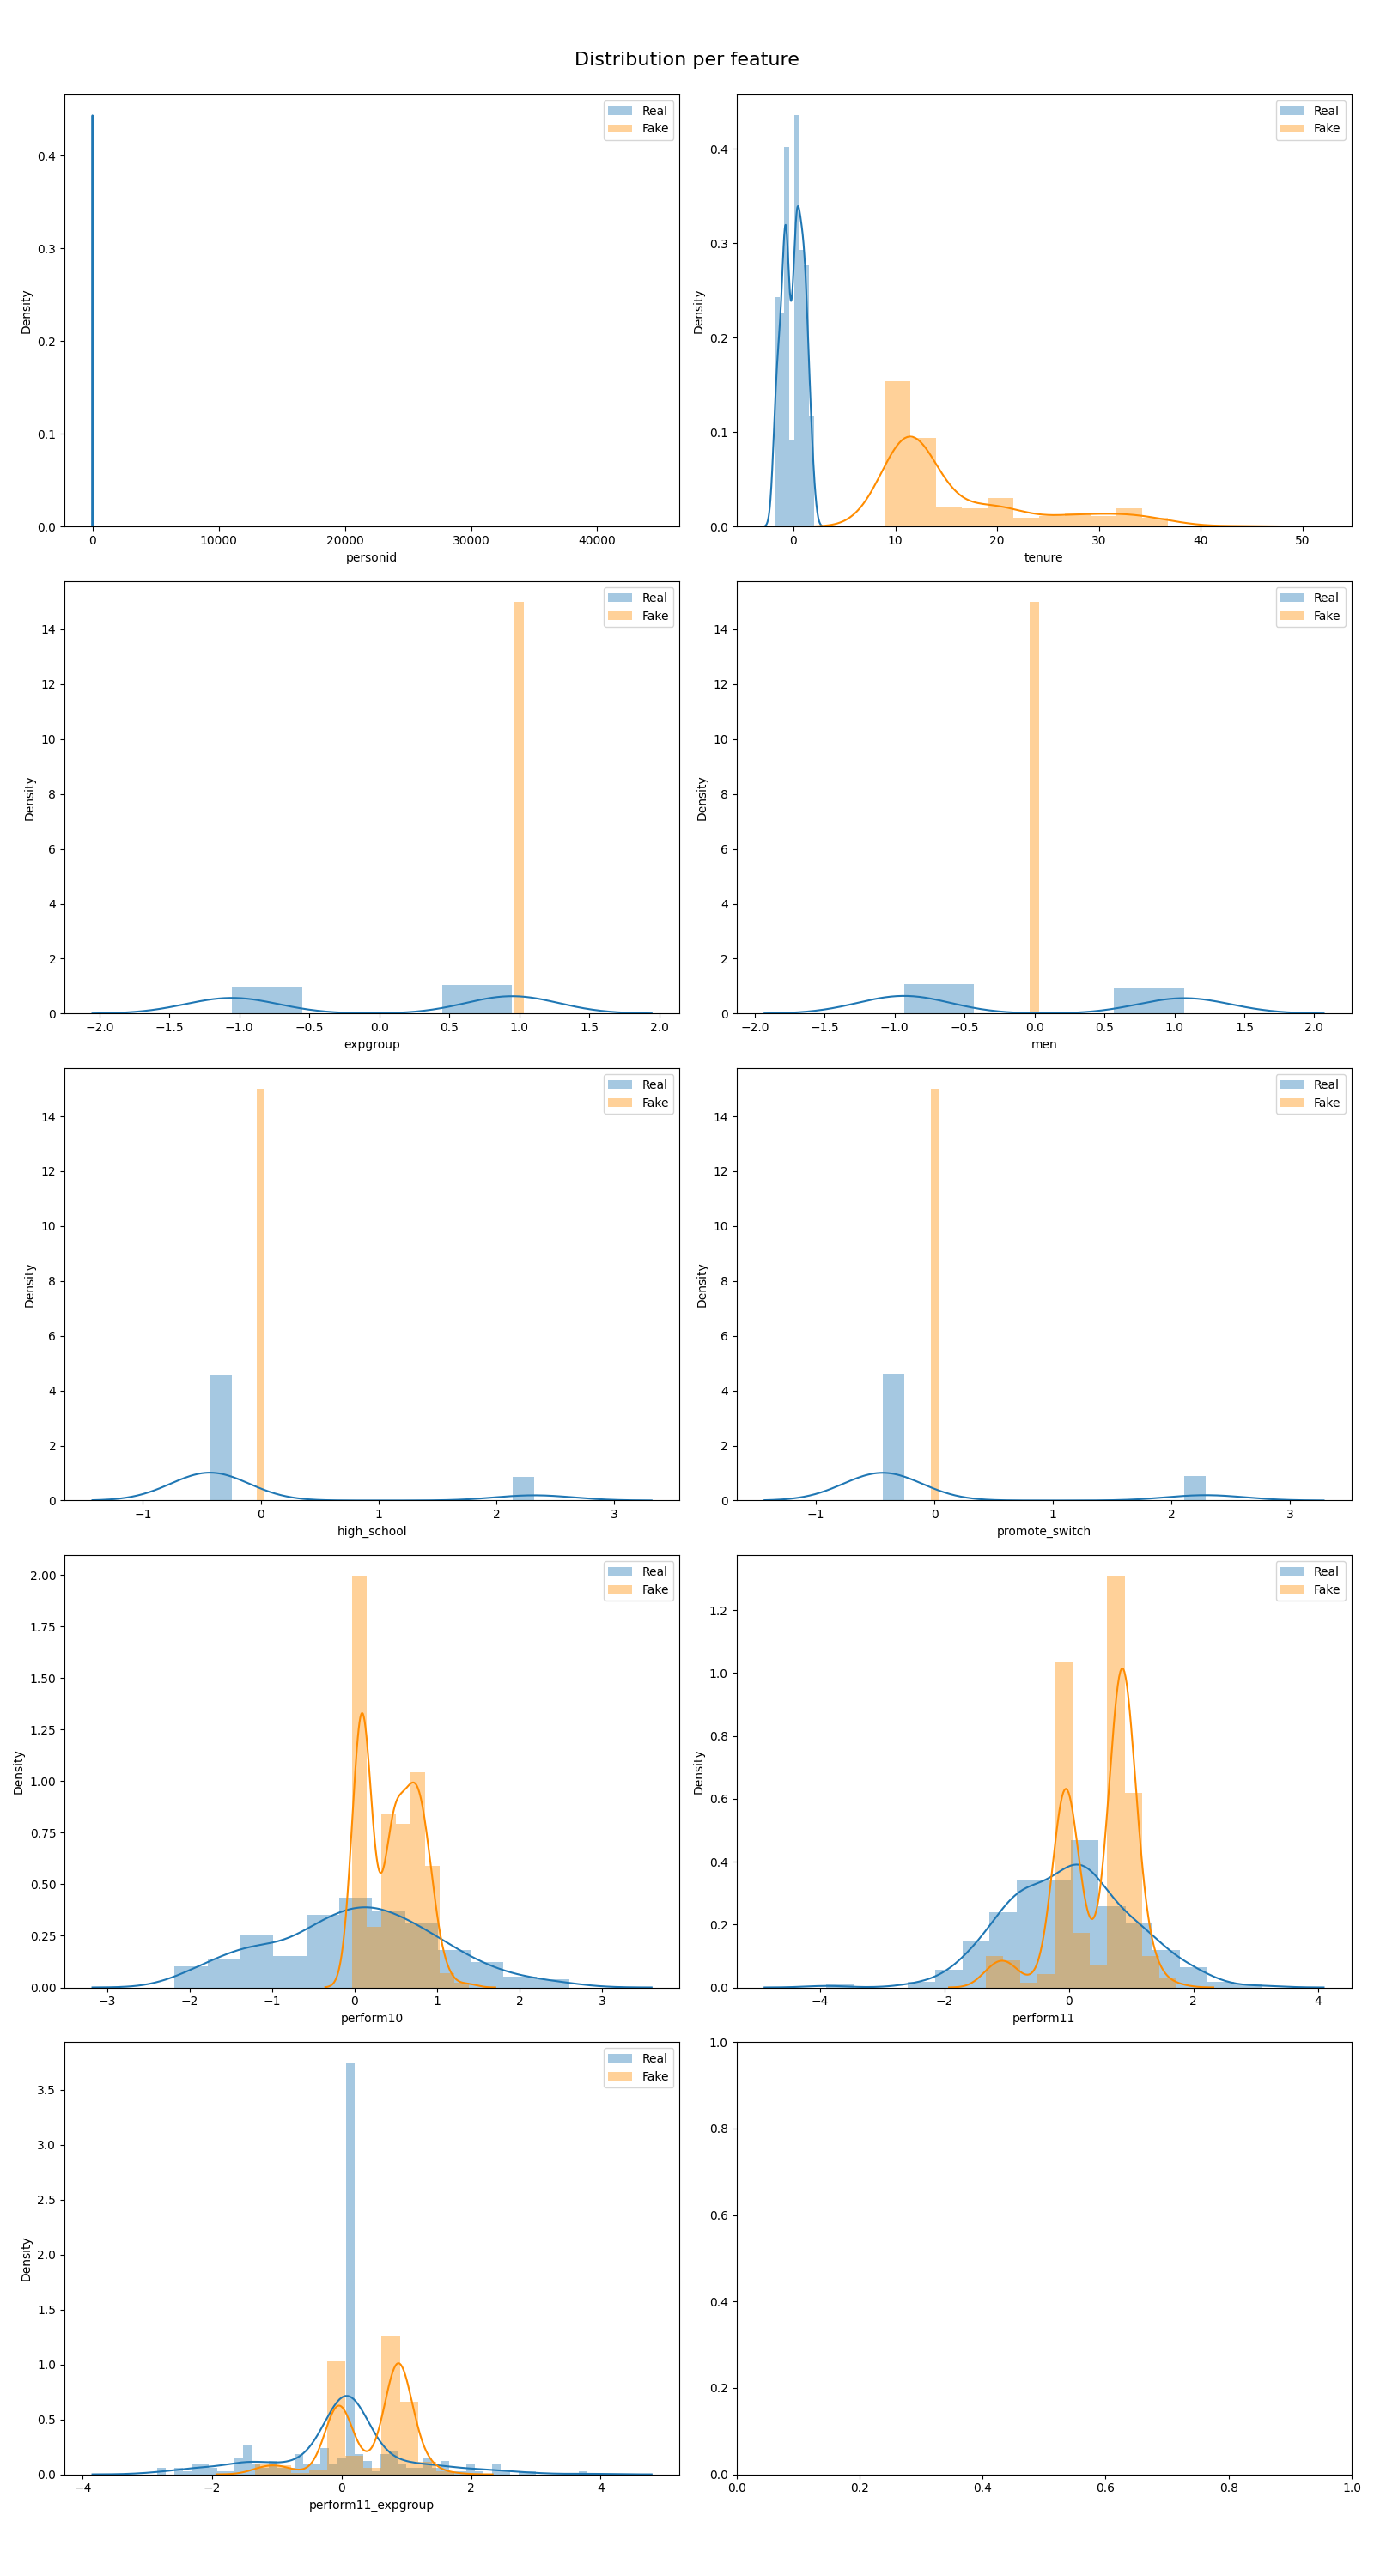 Distribution per feature
Real
Fake
Density
0.4
0.3
0.2
0.1
0.0
0 10000 20000 30000 40000
personid
Real
Fake
Density
0.4
0.3
0.2
0.1
0.0
0 10 20 30 40 50
tenure
Real
Fake
Density
14
12
10
8
6
4
2
0
−2.0 −1.5 −1.0 −0.5 0.0 0.5 1.0 1.5 2.0
expgroup
Real
Fake
Density
14
12
10
8
6
4
2
0
−2.0 −1.5 −1.0 −0.5 0.0 0.5 1.0 1.5 2.0
men
Real
Fake
Density
14
12
10
8
6
4
2
0
−1 0 1 2 3
high_school
Real
Fake
Density
14
12
10
8
6
4
2
0
−1 0 1 2 3
promote_switch
Real
Fake
Density
2.00
1.75
1.50
1.25
1.00
0.75
0.50
0.25
0.00
−3 −2 −1 0 1 2 3
perform10
Real
Fake
Density
1.2
1.0
0.8
0.6
0.4
0.2
0.0
−4 −2 0 2 4
perform11
Real
Fake
Density
3.5
3.0
2.5
2.0
1.5
1.0
0.5
0.0
−4 −2 0 2 4
perform11_expgroup
1.0
0.8
0.6
0.4
0.2
0.0
0.0 0.2 0.4 0.6 0.8 1.0